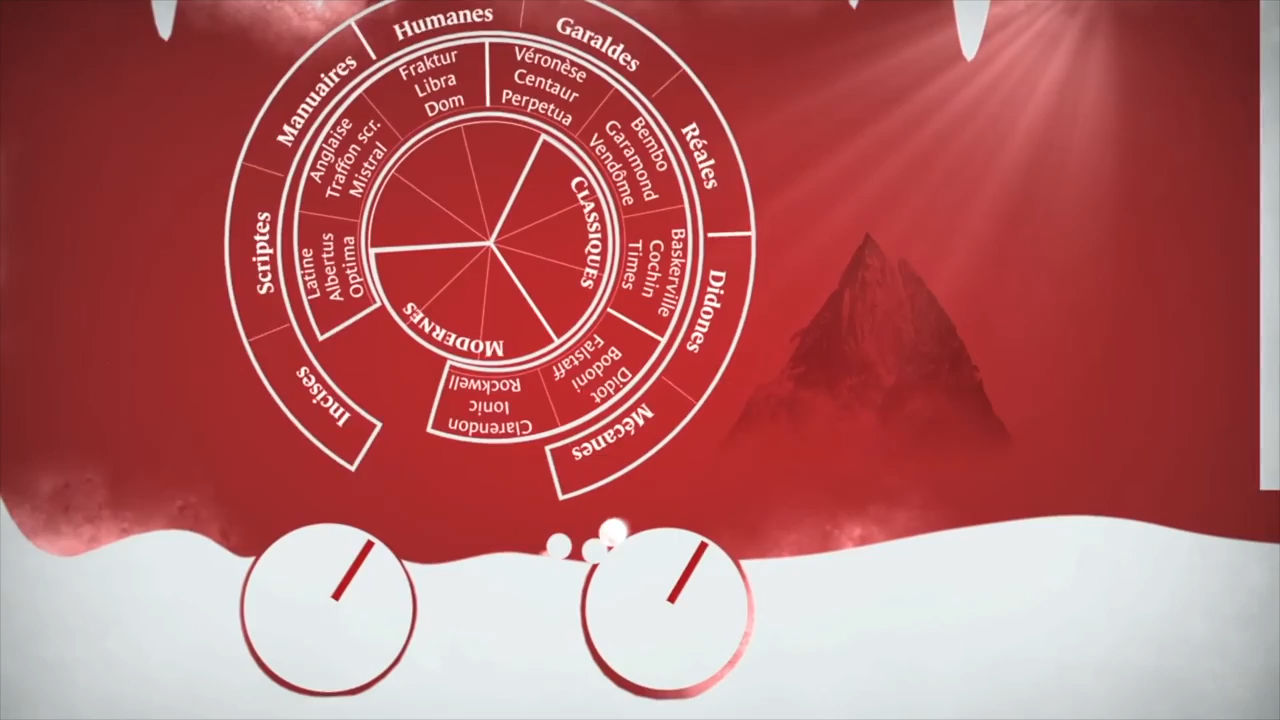 Incises
Scriptes
Manuaires
Humanes
Garaldes
Réales
Didones
Mécanes
Latine
Albertus
Optima
Anglaise
Traffon scr.
Mistral
Fraktur
Libra
Dom
Véronèse
Centaur
Perpetua
Bembo
Garamond
Vendôme
Baskerville
Cochin
Times
Didot
Bodoni
Falstaff
Clarendon
Ionic
Rockwell
CLASSIQUES
MODERNES